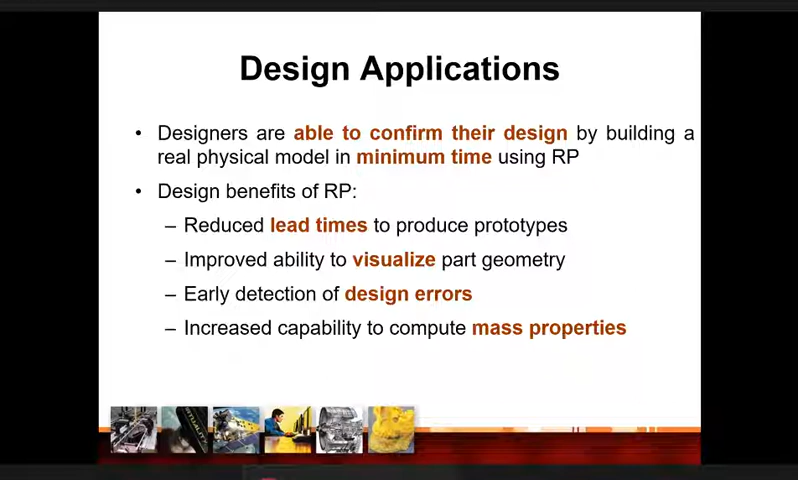 Design Applications
• Designers are able to confirm their design by building a
real physical model in minimum time using RP
• Design benefits of RP:
– Reduced lead times to produce prototypes
– Improved ability to visualize part geometry
– Early detection of design errors
– Increased capability to compute mass properties